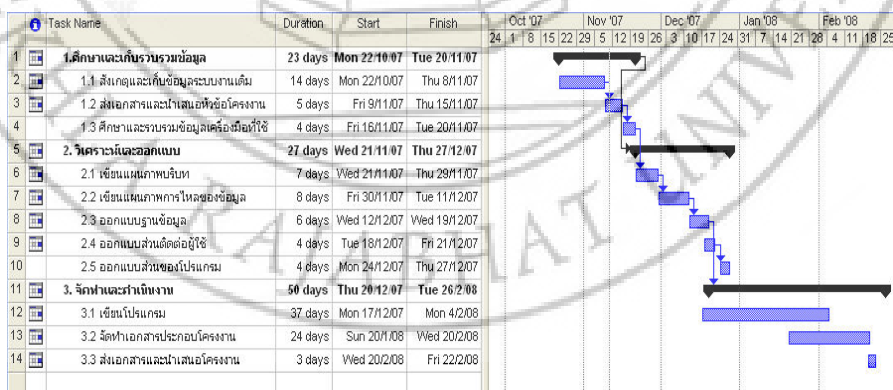 Task Name Duration Start Finish Oct '07 Nov '07 Dec '07 Jan '08 Feb '08
24 1 8 15 22 29 5 12 19 26 3 10 17 24 31 7 14 21 28 4 11 18 25
1 1.ศึกษาและเก็บรวบรวมข้อมูล 23 days Mon 22/10/07 Tue 20/11/07
2 1.1 สังเกตุและเก็บข้อมูลระบบงานเดิม 14 days Mon 22/10/07 Thu 8/11/07
3 1.2 ส่งเอกสารและนำเสนอหัวข้อโครงงาน 5 days Fri 9/11/07 Thu 15/11/07
4 1.3 ศึกษาและรวบรวมข้อมูลเครื่องมือที่ใช้ 4 days Fri 16/11/07 Tue 20/11/07
5 2. วิเคราะห์และออกแบบ 27 days Wed 21/11/07 Thu 27/12/07
6 2.1 เขียนแผนภาพบริบท 7 days Wed 21/11/07 Thu 29/11/07
7 2.2 เขียนแผนภาพการไหลของข้อมูล 8 days Fri 30/11/07 Tue 11/12/07
8 2.3 ออกแบบฐานข้อมูล 6 days Wed 12/12/07 Wed 19/12/07
9 2.4 ออกแบบส่วนติดต่อผู้ใช้ 4 days Tue 18/12/07 Fri 21/12/07
10 2.5 ออกแบบส่วนของโปรแกรม 4 days Mon 24/12/07 Thu 27/12/07
11 3. จัดทำและดำเนินงาน 50 days Thu 20/12/07 Tue 26/2/08
12 3.1 เขียนโปรแกรม 37 days Mon 17/12/07 Mon 4/2/08
13 3.2 จัดทำเอกสารประกอบโครงงาน 24 days Sun 20/1/08 Wed 20/2/08
14 3.3 ส่งเอกสารและนำเสนอโครงงาน 3 days Wed 20/2/08 Fri 22/2/08
RAJABHAT UNIV